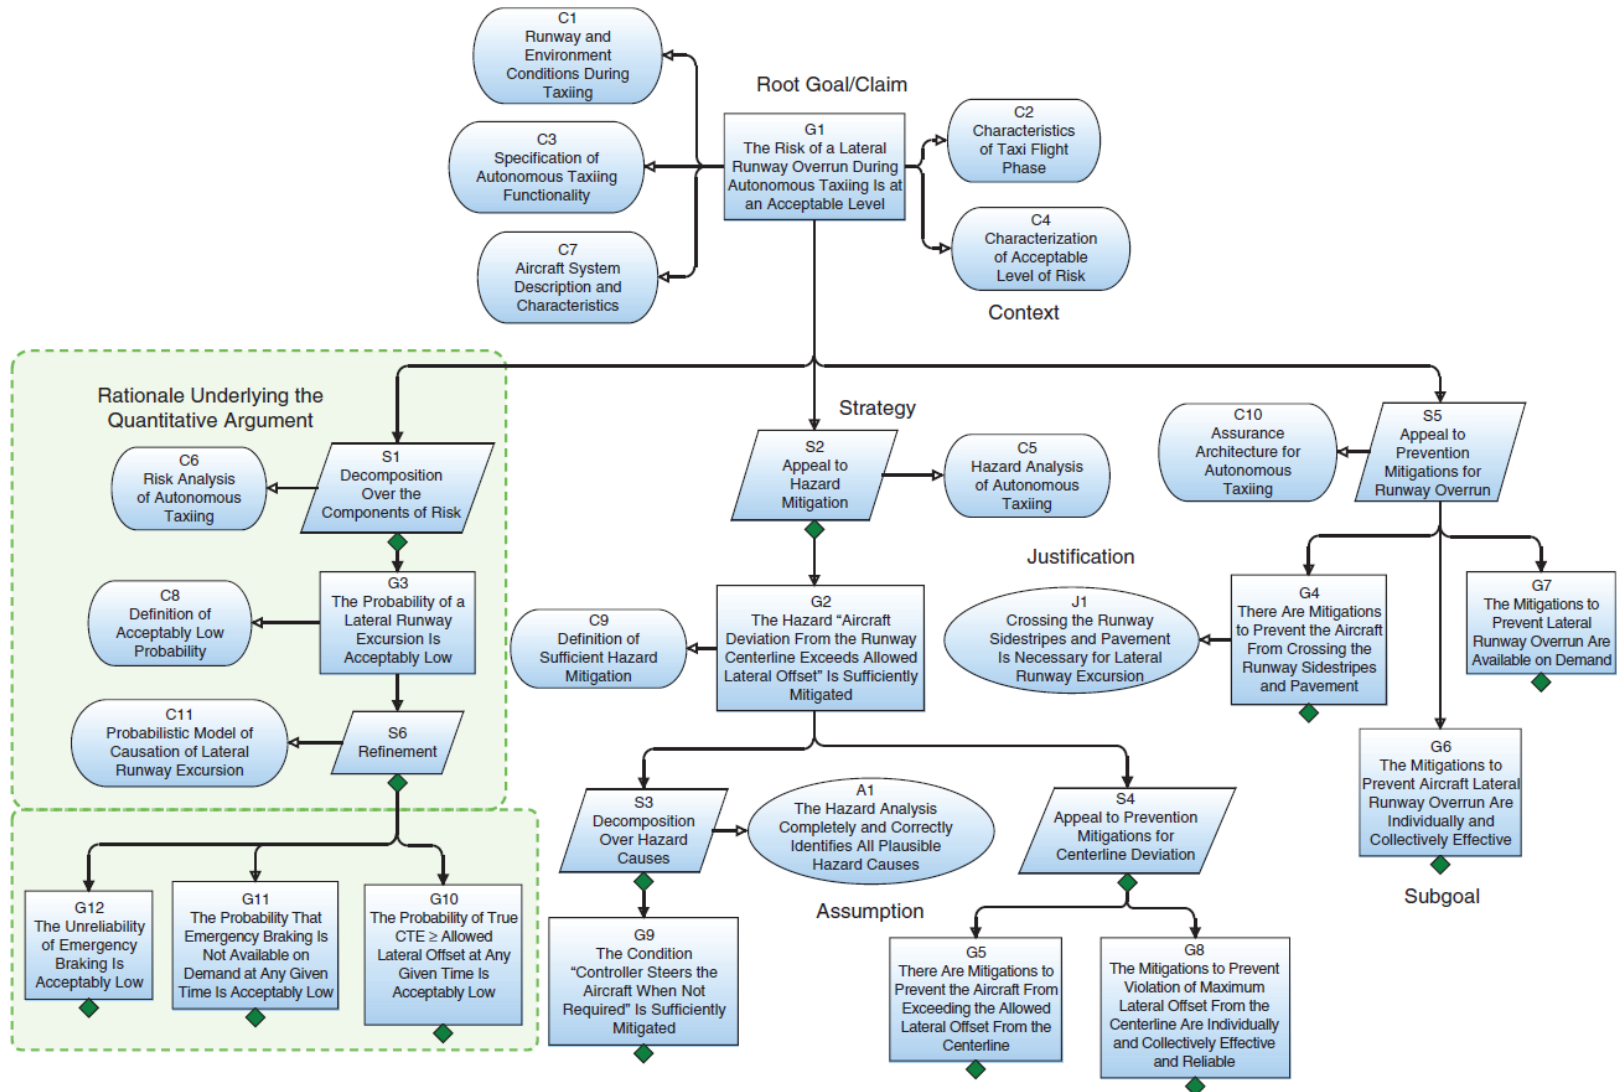 C1
Runway and
Environment
Conditions During
Taxiing
Root Goal/Claim
C3
Specification of
Autonomous Taxiing
Functionality
G1
The Risk of a Lateral
Runway Overrun During
Autonomous Taxiing Is at
an Acceptable Level
C2
Characteristics
of Taxi Flight
Phase
C7
Aircraft System
Description and
Characteristics
C4
Characterization
of Acceptable
Level of Risk
Context
Rationale Underlying the
Quantitative Argument
C6
Risk Analysis
of Autonomous
Taxiing
S1
Decomposition
Over the
Components of Risk
C8
Definition of
Acceptably Low
Probability
G3
The Probability of a
Lateral Runway
Excursion Is
Acceptably Low
C11
Probabilistic Model of
Causation of Lateral
Runway Excursion
S6
Refinement
G12
The Unreliability
of Emergency
Braking Is
Acceptably Low
G11
The Probability That
Emergency Braking Is
Not Available on
Demand at Any Given
Time Is Acceptably Low
G10
The Probability of True
CTE ≥ Allowed
Lateral Offset at Any
Given Time Is
Acceptably Low
Strategy
S2
Appeal to
Hazard
Mitigation
C5
Hazard Analysis
of Autonomous
Taxiing
C9
Definition of
Sufficient Hazard
Mitigation
G2
The Hazard “Aircraft
Deviation From the Runway
Centerline Exceeds Allowed
Lateral Offset” Is Sufficiently
Mitigated
S3
Decomposition
Over Hazard
Causes
A1
The Hazard Analysis
Completely and Correctly
Identifies All Plausible
Hazard Causes
Assumption
S4
Appeal to Prevention
Mitigations for
Centerline Deviation
G9
The Condition
“Controller Steers the
Aircraft When Not
Required” Is Sufficiently
Mitigated
G5
There Are Mitigations to
Prevent the Aircraft From
Exceeding the Allowed
Lateral Offset From the
Centerline
G8
The Mitigations to Prevent
Violation of Maximum
Lateral Offset From the
Centerline Are Individually
and Collectively Effective
and Reliable
C10
Assurance
Architecture for
Autonomous
Taxiing
S5
Appeal to
Prevention
Mitigations for
Runway Overrun
Justification
J1
Crossing the Runway
Sidestripes and Pavement
Is Necessary for Lateral
Runway Excursion
G4
There Are Mitigations
to Prevent the Aircraft
From Crossing the
Runway Sidestripes
and Pavement
G7
The Mitigations to
Prevent Lateral
Runway Overrun Are
Available on Demand
G6
The Mitigations to
Prevent Aircraft Lateral
Runway Overrun Are
Individually and
Collectively Effective
Subgoal